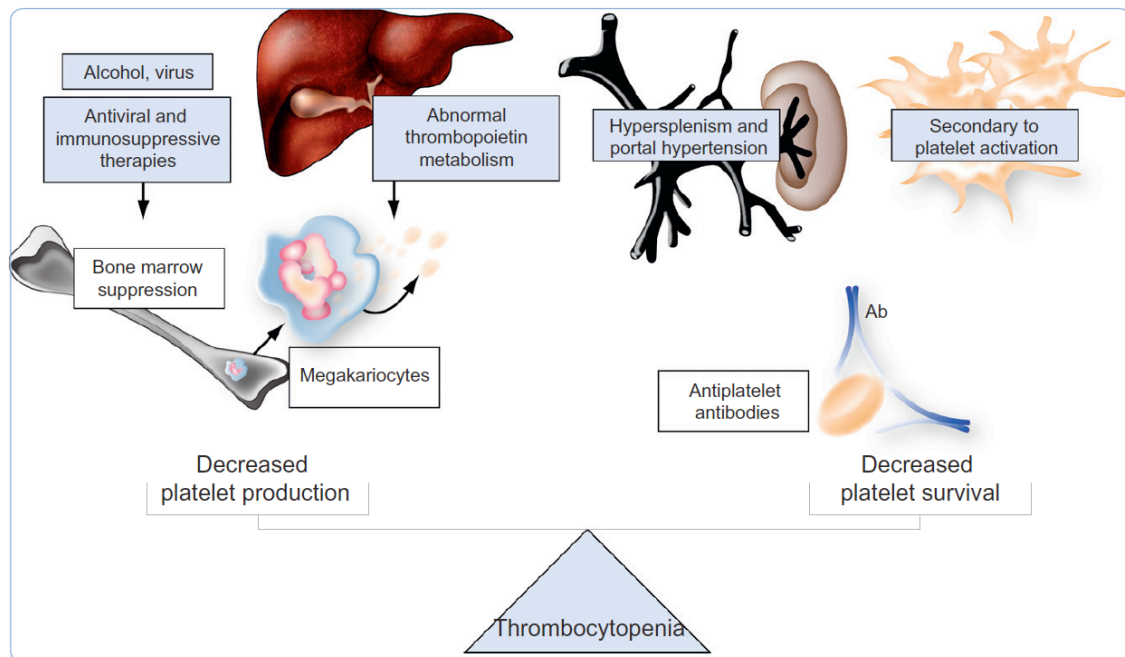 Alcohol, virus
Antiviral and
immunosuppressive
therapies
Abnormal
thrombopoietin
metabolism
Hypersplenism and
portal hypertension
Secondary to
platelet activation
Bone marrow
suppression
Megakariocytes
Ab
Antiplatelet
antibodies
Decreased
platelet production
Decreased
platelet survival
Thrombocytopenia